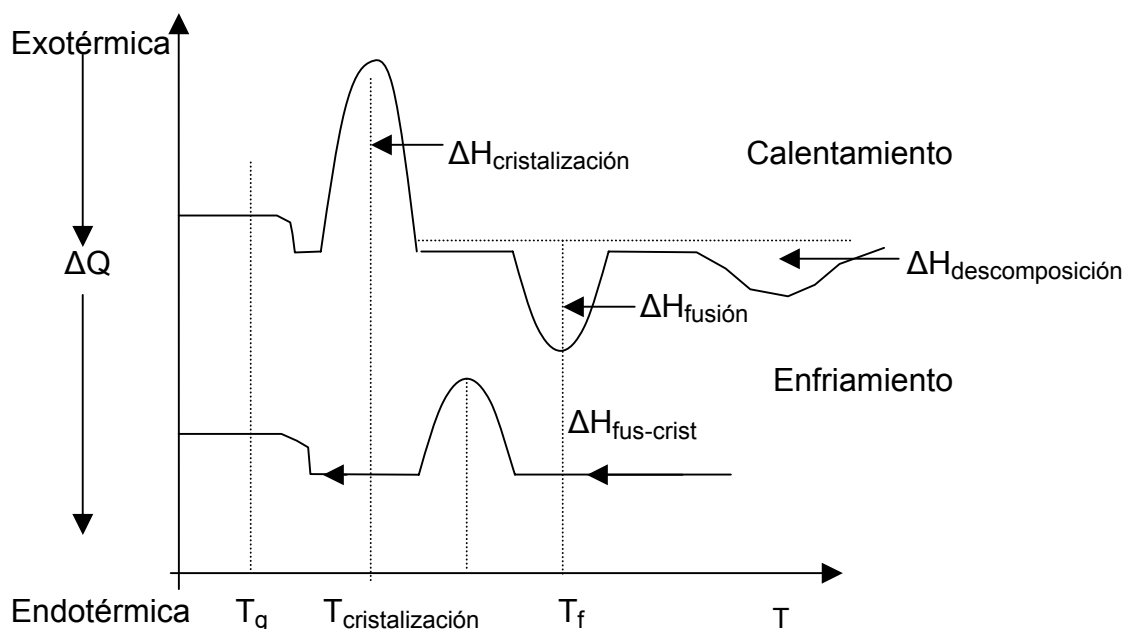 Exotérmica
ΔHcristalización
Calentamiento
ΔQ
ΔHdescomposición
ΔHfusión
Enfriamiento
ΔHfus-crist
Endotérmica
Tg
Tcristalización
Tf
T